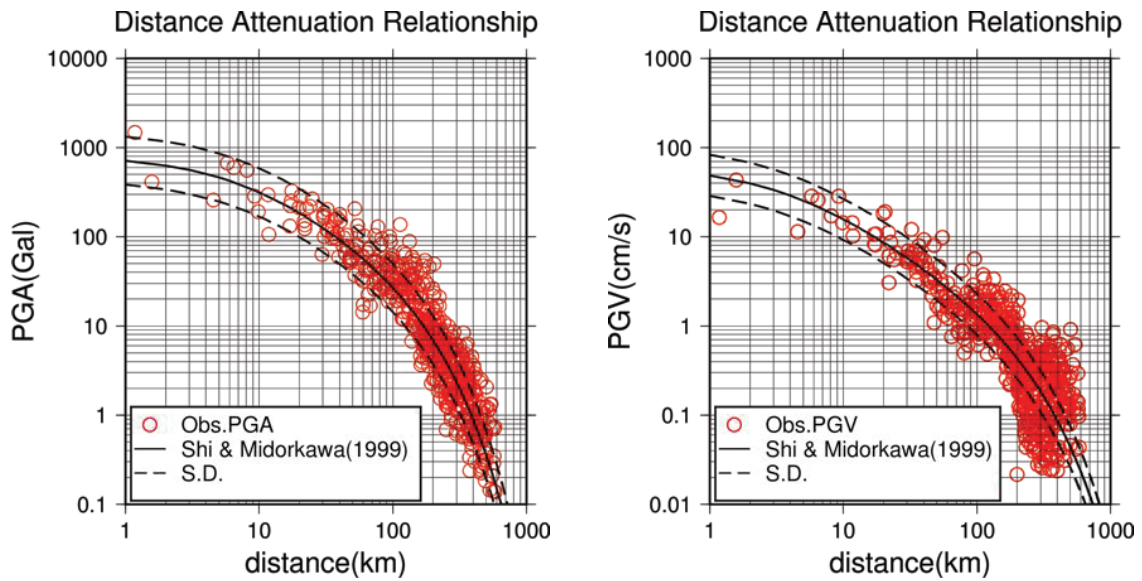 Distance Attenuation Relationship
10000
1000
100
10
1
0.1
PGA(Gal)
Obs.PGA
Shi & Midorkawa(1999)
S.D.
1 10 100 1000
distance(km)
Distance Attenuation Relationship
1000
100
10
1
0.1
0.01
PGV(cm/s)
Obs.PGV
Shi & Midorkawa(1999)
S.D.
1 10 100 1000
distance(km)